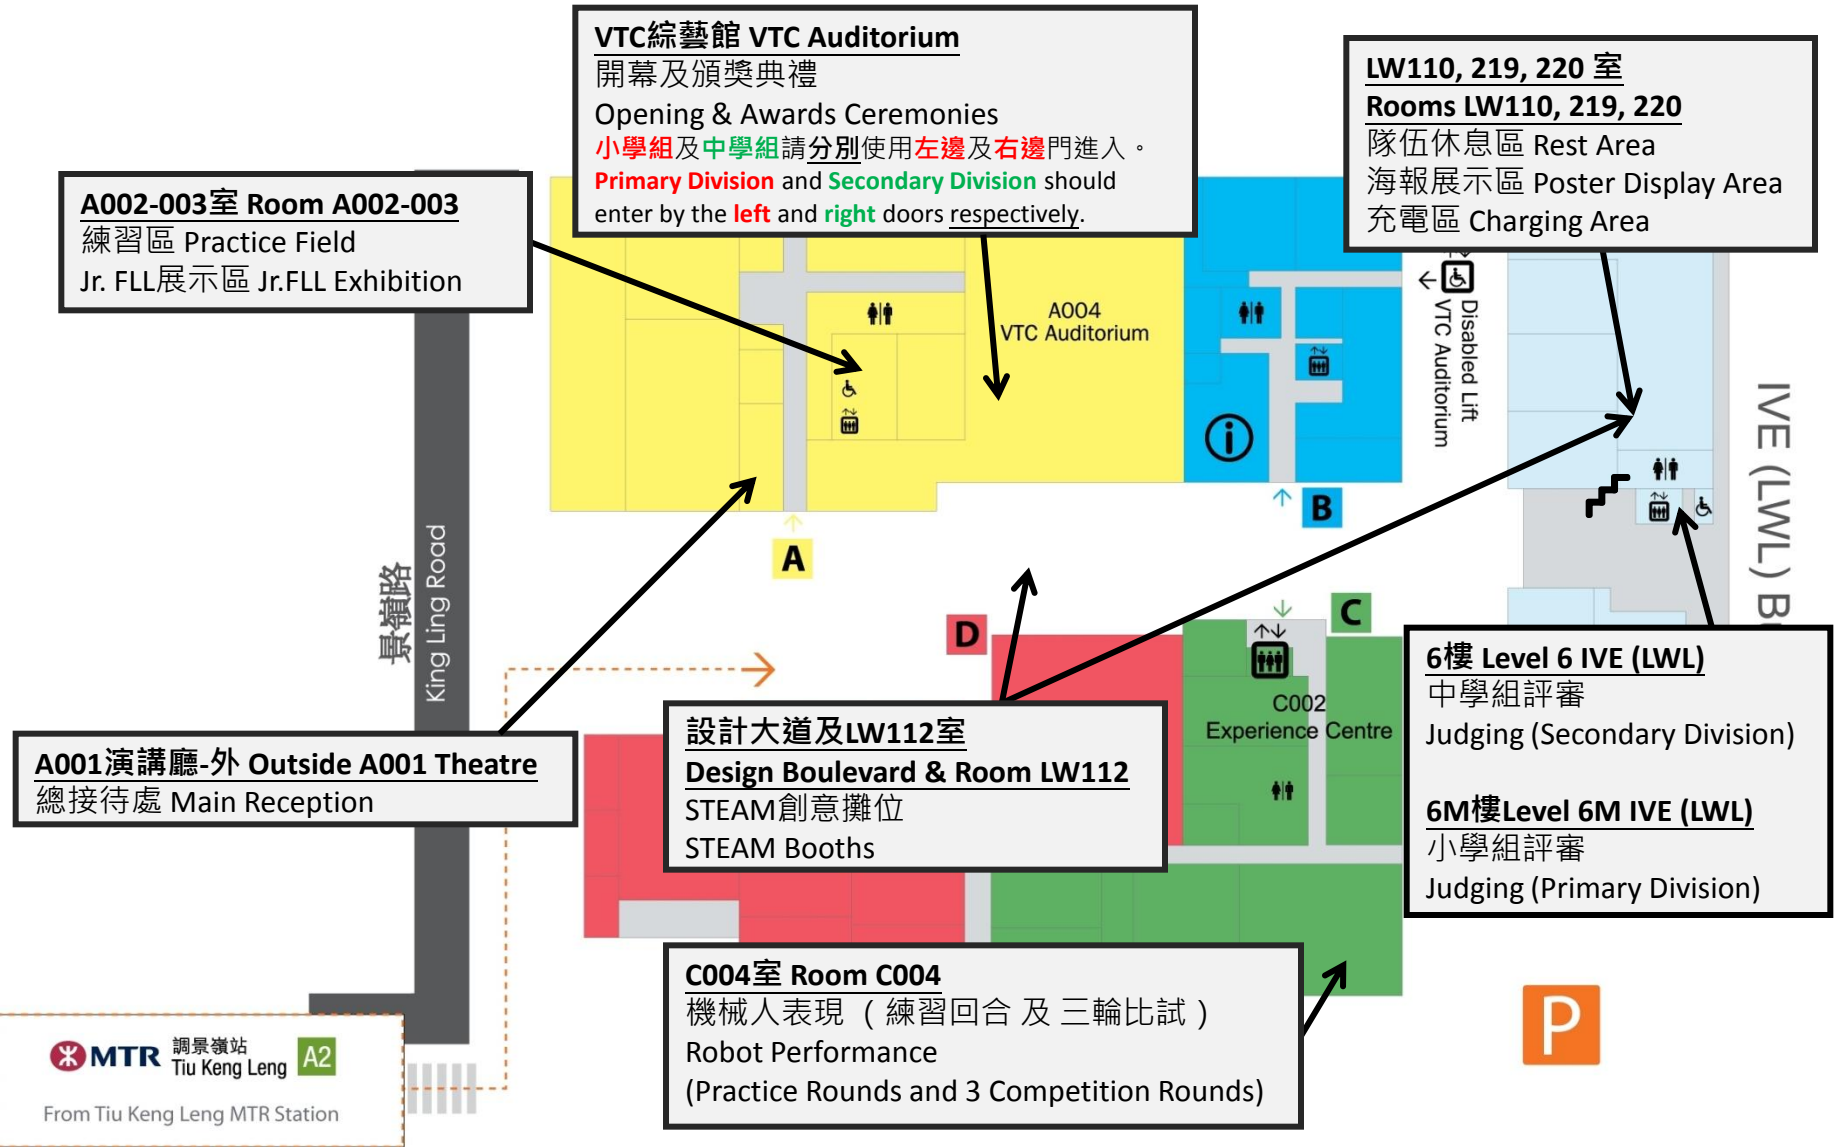 VTC綜藝館 VTC Auditorium
開幕及頒獎典禮
Opening & Awards Ceremonies
小學組及中學組請分別使用左邊及右邊門進入。
Primary Division and Secondary Division should
enter by the left and right doors respectively.
LW110, 219, 220 室
Rooms LW110, 219, 220
隊伍休息區 Rest Area
海報展示區 Poster Display Area
充電區 Charging Area
A002-003室 Room A002-003
練習區 Practice Field
Jr. FLL展示區 Jr.FLL Exhibition
A004
VTC Auditorium
Disabled Lift
VTC Auditorium
IVE (LWL) B
A
B
C
D
景嶺路
King Ling Road
C002
Experience Centre
A001演講廳-外 Outside A001 Theatre
總接待處 Main Reception
設計大道及LW112室
Design Boulevard & Room LW112
STEAM創意攤位
STEAM Booths
6樓 Level 6 IVE (LWL)
中學組評審
Judging (Secondary Division)
6M樓Level 6M IVE (LWL)
小學組評審
Judging (Primary Division)
C004室 Room C004
機械人表現 （練習回合 及 三輪比試）
Robot Performance
(Practice Rounds and 3 Competition Rounds)
P
MTR 調景嶺站
Tiu Keng Leng A2
From Tiu Keng Leng MTR Station